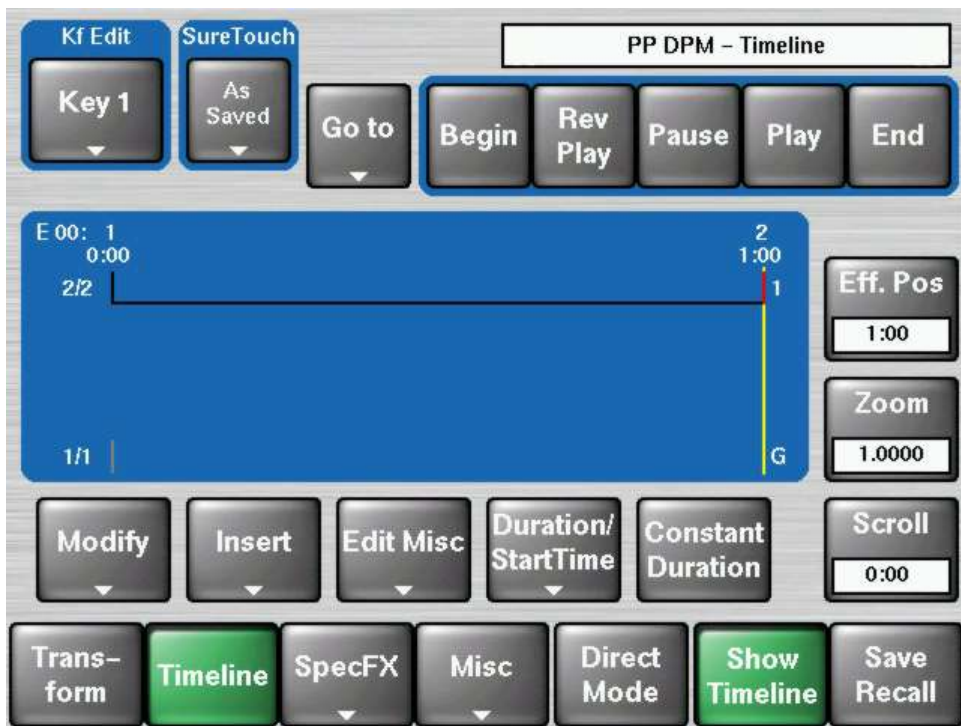 Kf Edit
SureTouch
PP DPM – Timeline
Key 1
As
Saved
Go to
Begin
Rev
Play
Pause
Play
End
E 00: 1
0:00
2
1:00
2/2
1
1/1
G
Eff. Pos
1:00
Zoom
1.0000
Scroll
0:00
Modify
Insert
Edit Misc
Duration/
StartTime
Constant
Duration
Trans–
form
Timeline
SpecFX
Misc
Direct
Mode
Show
Timeline
Save
Recall